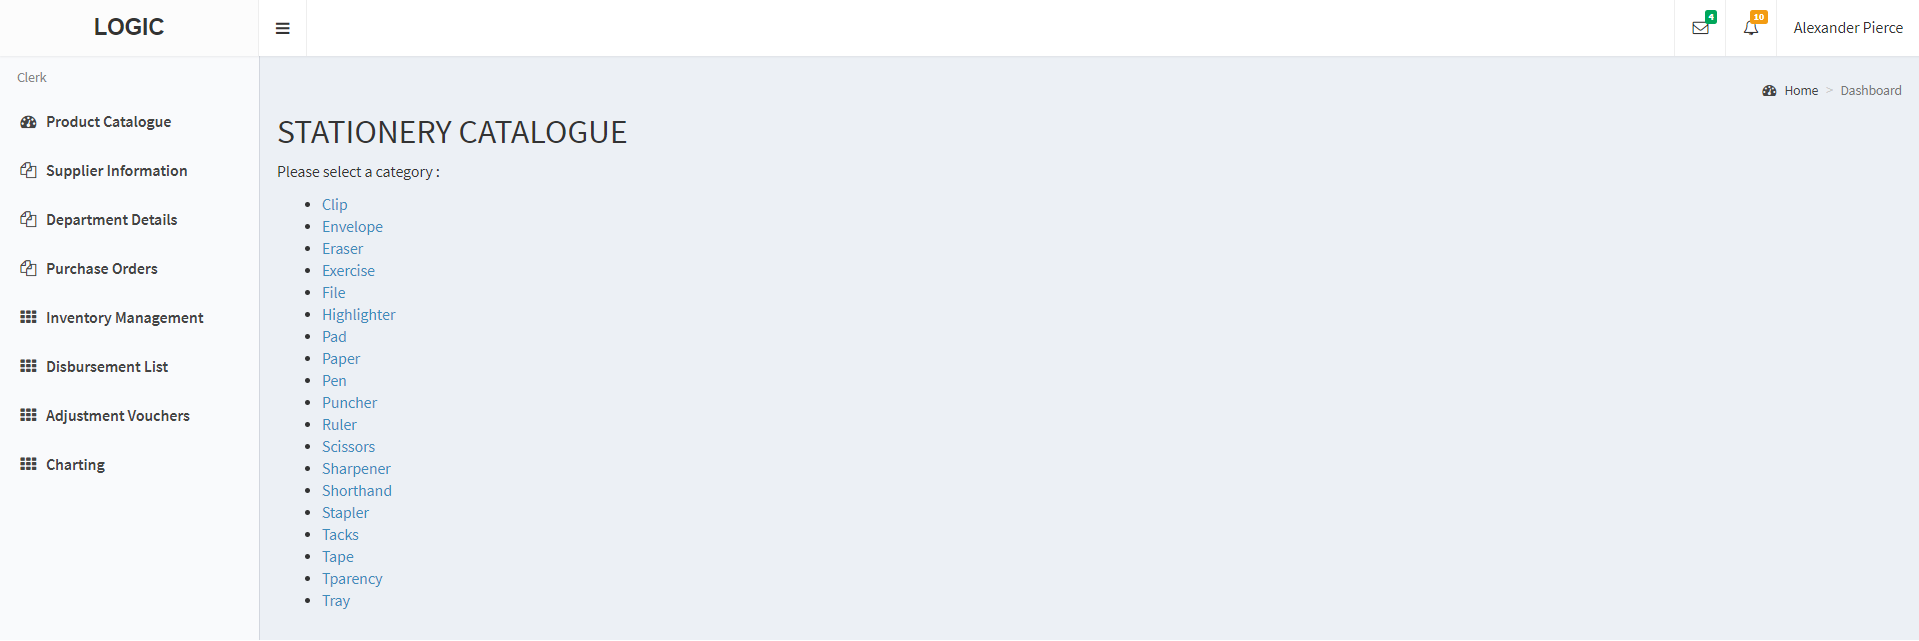 LOGIC
4
10
Alexander Pierce
Clerk
Product Catalogue
Supplier Information
Department Details
Purchase Orders
Inventory Management
Disbursement List
Adjustment Vouchers
Charting
Home > Dashboard
STATIONERY CATALOGUE
Please select a category :
Clip
Envelope
Eraser
Exercise
File
Highlighter
Pad
Paper
Pen
Puncher
Ruler
Scissors
Sharpener
Shorthand
Stapler
Tacks
Tape
Tparency
Tray